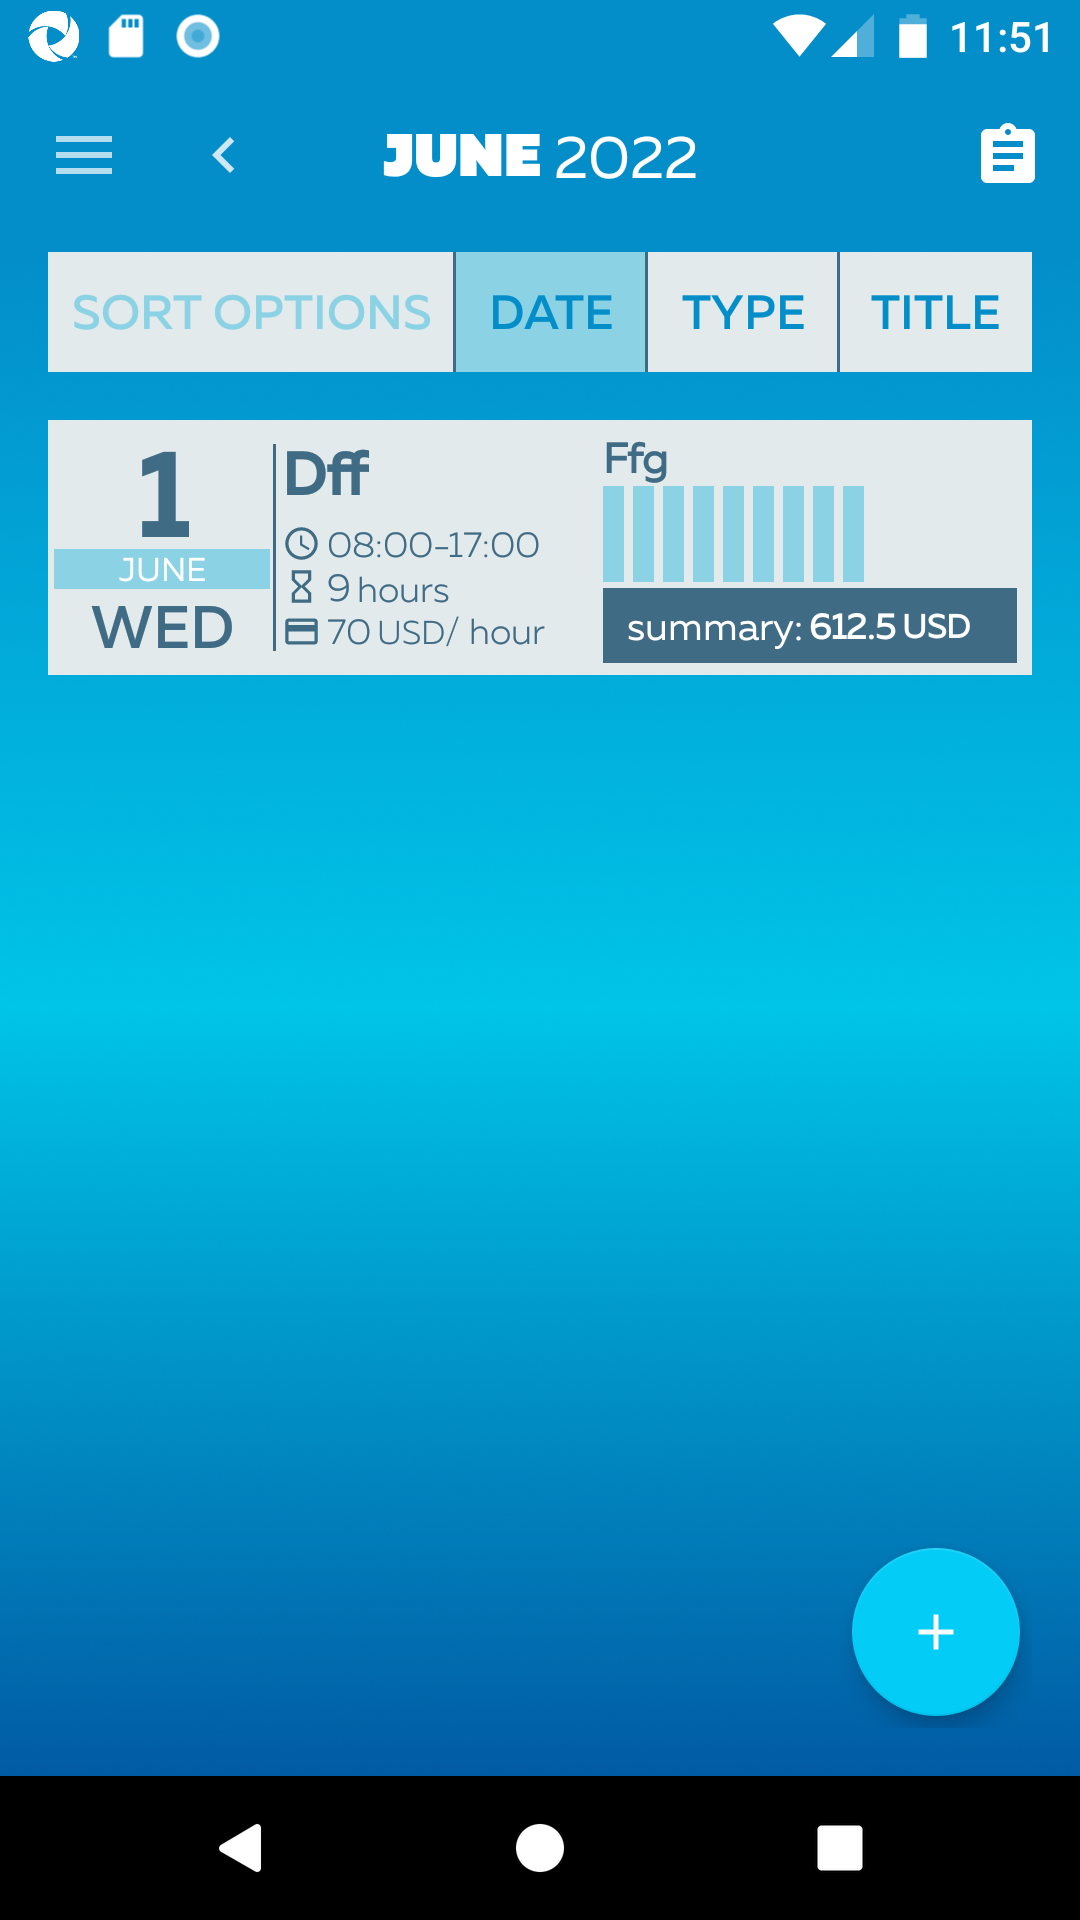 11:51
JUNE 2022
SORT OPTIONS DATE TYPE TITLE
1
JUNE
WED
Dff
08:00-17:00
9 hours
70 USD/ hour
Ffg
summary: 612.5 USD